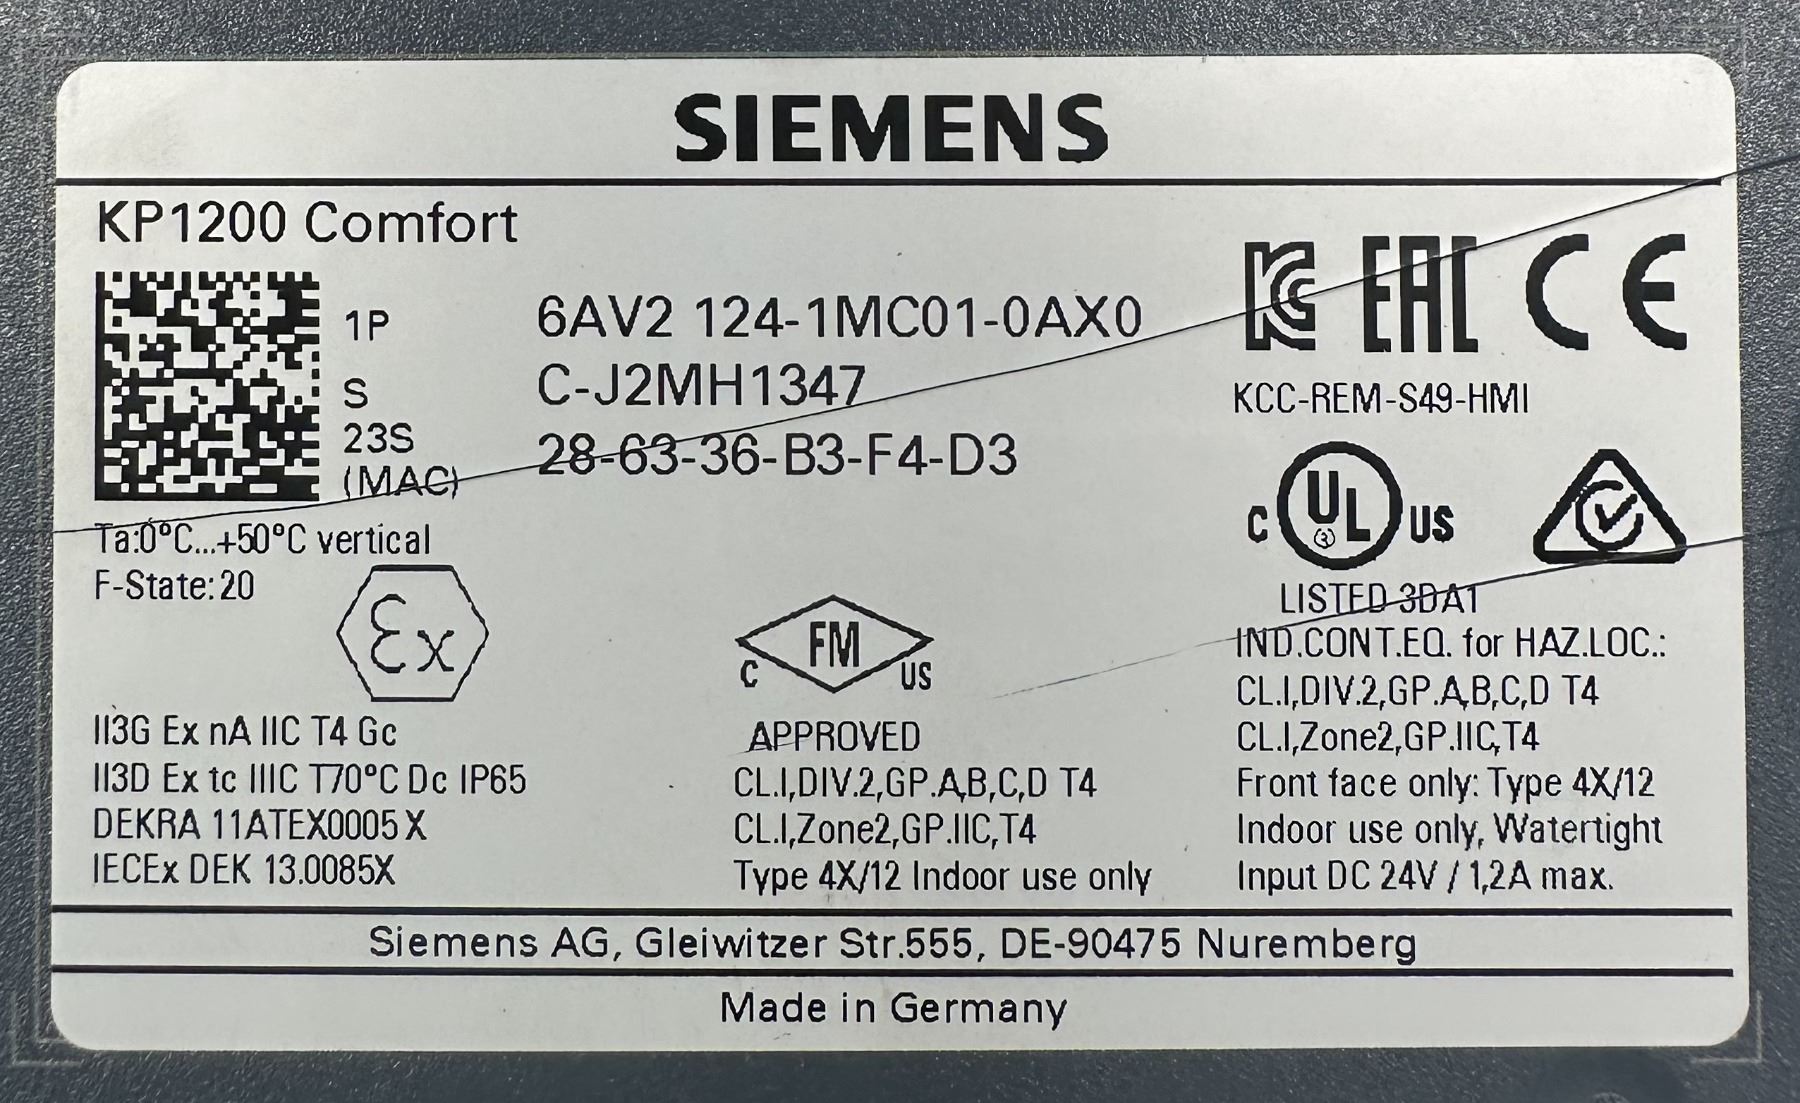 SIEMENS
KP1200 Comfort
1P 6AV2 124-1MC01-0AX0
S C-J2MH1347
23S 28-63-36-B3-F4-D3
(MAC)
Ta:0°C...+50°C vertical
F-State:20
Ex
II3G Ex nA IIC T4 Gc
II3D Ex tc IIIC T70°C Dc IP65
DEKRA 11ATEX0005 X
IECEx DEK 13.0085X
FM
C US
APPROVED
CL.I,DIV.2,GP.A,B,C,D T4
CL.I,Zone2,GP.IIC,T4
Type 4X/12 Indoor use only
EAC CE
KCC-REM-S49-HMI
C UL US
LISTED 3DA1
IND.CONT.EQ. for HAZ.LOC.:
CL.I,DIV.2,GP.A,B,C,D T4
CL.I,Zone2,GP.IIC,T4
Front face only: Type 4X/12
Indoor use only, Watertight
Input DC 24V / 1,2A max.
Siemens AG, Gleiwitzer Str.555, DE-90475 Nuremberg
Made in Germany